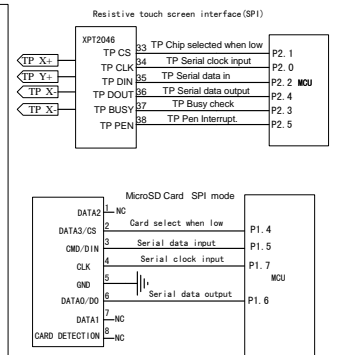 Resistive touch screen interface(SPI)
XPT2046
TP CS 33 TP Chip selected when low P2.1
TP X+ TP CLK 34 TP Serial clock input P2.0
TP Y+ TP DIN 35 TP Serial data in P2.2 MCU
TP X- TP DOUT 36 TP Serial data output P2.4
TP X- TP BUSY 37 TP Busy check P2.3
TP PEN 38 TP Pen Interrupt. P2.5
MicroSD Card SPI mode
DATA2 1 NC
DATA3/CS 2 Card select when low P1.4
CMD/DIN 3 Serial data input P1.5
CLK 4 Serial clock input P1.7
GND 5 MCU
DATA0/DO 6 Serial data output P1.6
DATA1 7 NC
CARD DETECTION 8 NC